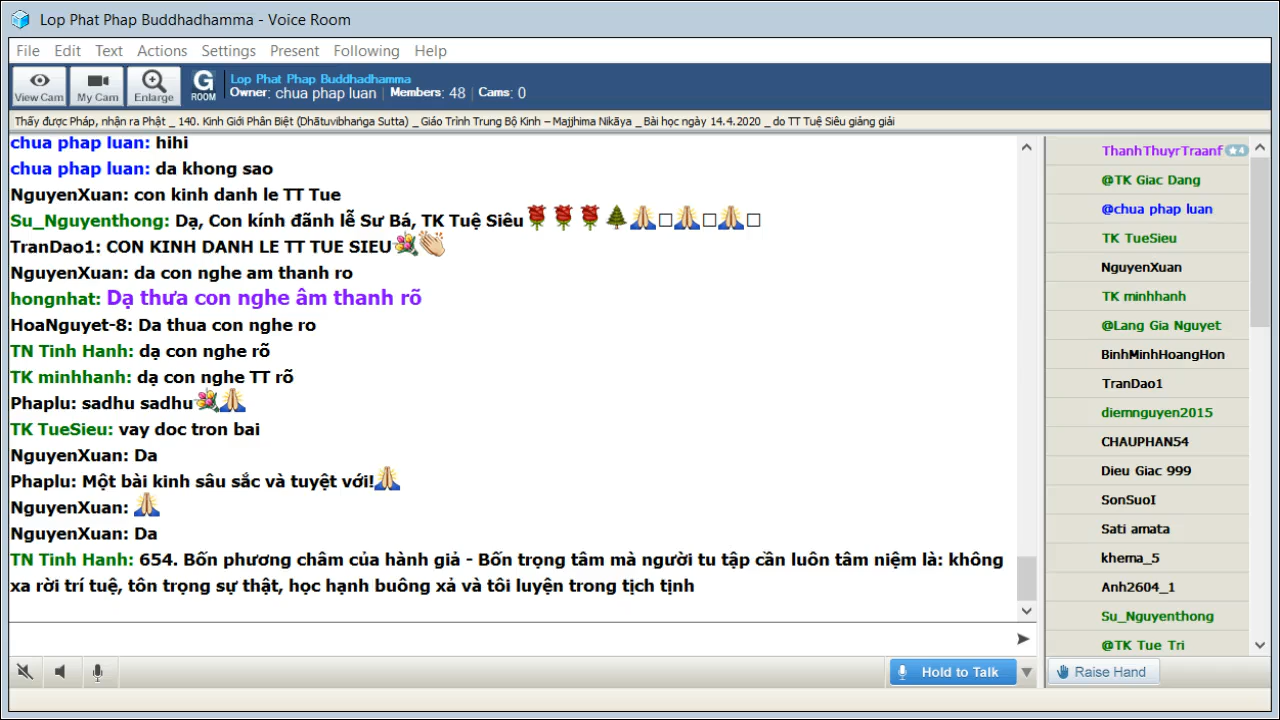 Lop Phat Phap Buddhadhamma - Voice Room
File Edit Text Actions Settings Present Following Help
View Cam My Cam Enlarge G ROOM
Lop Phat Phap Buddhadhamma
Owner: chua phap luan | Members: 48 | Cams: 0
Thấy được Pháp, nhận ra Phật _ 140. Kinh Giới Phân Biệt (Dhātuvibhaṅga Sutta) _ Giáo Trình Trung Bộ Kinh – Majjhima Nikāya _ Bài học ngày 14.4.2020 _ do TT Tuệ Siêu giảng giải
chua phap luan: hihi
chua phap luan: da khong sao
NguyenXuan: con kinh danh le TT Tue
Su_Nguyenthong: Dạ, Con kính đãnh lễ Sư Bá, TK Tuệ Siêu
TranDao1: CON KINH DANH LE TT TUE SIEU
NguyenXuan: da con nghe am thanh ro
hongnhat: Dạ thưa con nghe âm thanh rõ
HoaNguyet-8: Da thua con nghe ro
TN Tinh Hanh: dạ con nghe rõ
TK minhhanh: dạ con nghe TT rõ
Phaplu: sadhu sadhu
TK TueSieu: vay doc tron bai
NguyenXuan: Da
Phaplu: Một bài kinh sâu sắc và tuyệt với!
NguyenXuan:
NguyenXuan: Da
TN Tinh Hanh: 654. Bốn phương châm của hành giả - Bốn trọng tâm mà người tu tập cần luôn tâm niệm là: không
xa rời trí tuệ, tôn trọng sự thật, học hạnh buông xả và tôi luyện trong tịch tịnh
ThanhThuyrTraanf 4
@TK Giac Dang
@chua phap luan
TK TueSieu
NguyenXuan
TK minhhanh
@Lang Gia Nguyet
BinhMinhHoangHon
TranDao1
diemnguyen2015
CHAUPHAN54
Dieu Giac 999
SonSuoI
Sati amata
khema_5
Anh2604_1
Su_Nguyenthong
@TK Tue Tri
Hold to Talk
Raise Hand